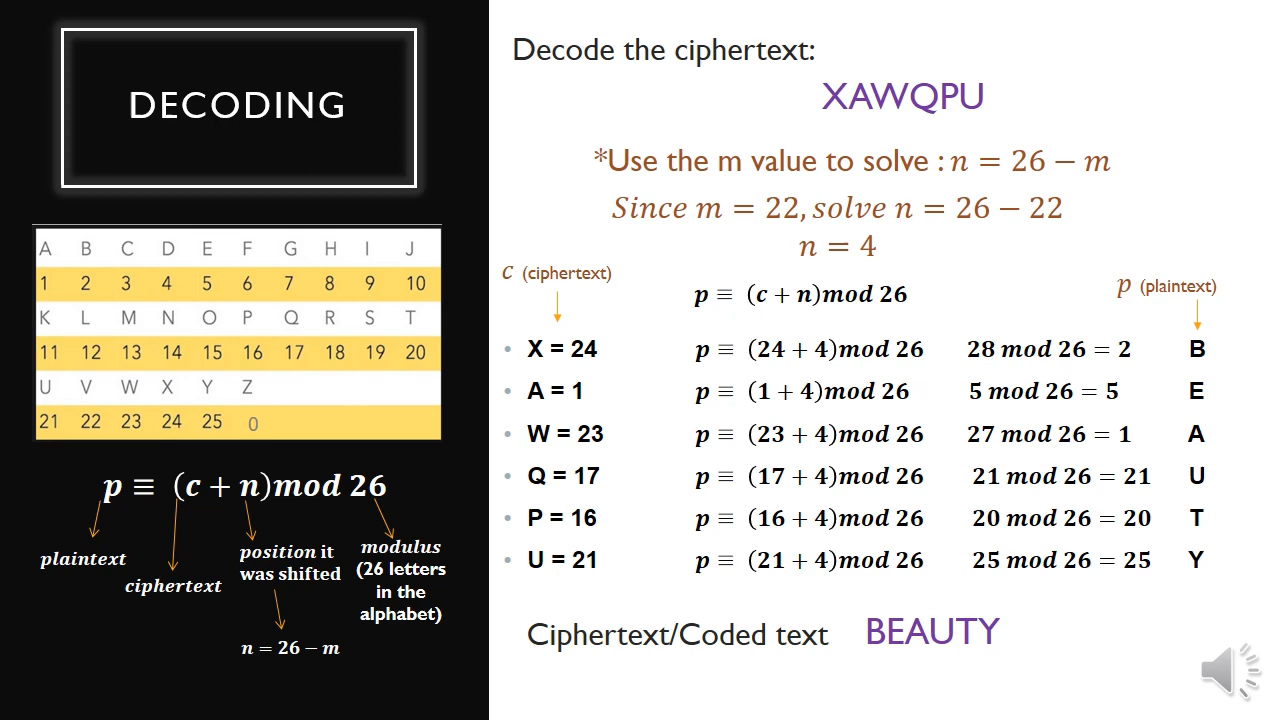 DECODING
A B C D E F G H I J
1 2 3 4 5 6 7 8 9 10
K L M N O P Q R S T
11 12 13 14 15 16 17 18 19 20
U V W X Y Z
21 22 23 24 25 0
p ≡ (c + n)mod 26
plaintext
ciphertext
position it
was shifted
n = 26 − m
modulus
(26 letters
in the
alphabet)
Decode the ciphertext:
XAWQPU
*Use the m value to solve : n = 26 − m
Since m = 22, solve n = 26 − 22
n = 4
c (ciphertext)
p ≡ (c + n)mod 26
p (plaintext)
• X = 24 p ≡ (24 + 4)mod 26 28 mod 26 = 2 B
• A = 1 p ≡ (1 + 4)mod 26 5 mod 26 = 5 E
• W = 23 p ≡ (23 + 4)mod 26 27 mod 26 = 1 A
• Q = 17 p ≡ (17 + 4)mod 26 21 mod 26 = 21 U
• P = 16 p ≡ (16 + 4)mod 26 20 mod 26 = 20 T
• U = 21 p ≡ (21 + 4)mod 26 25 mod 26 = 25 Y
Ciphertext/Coded text BEAUTY